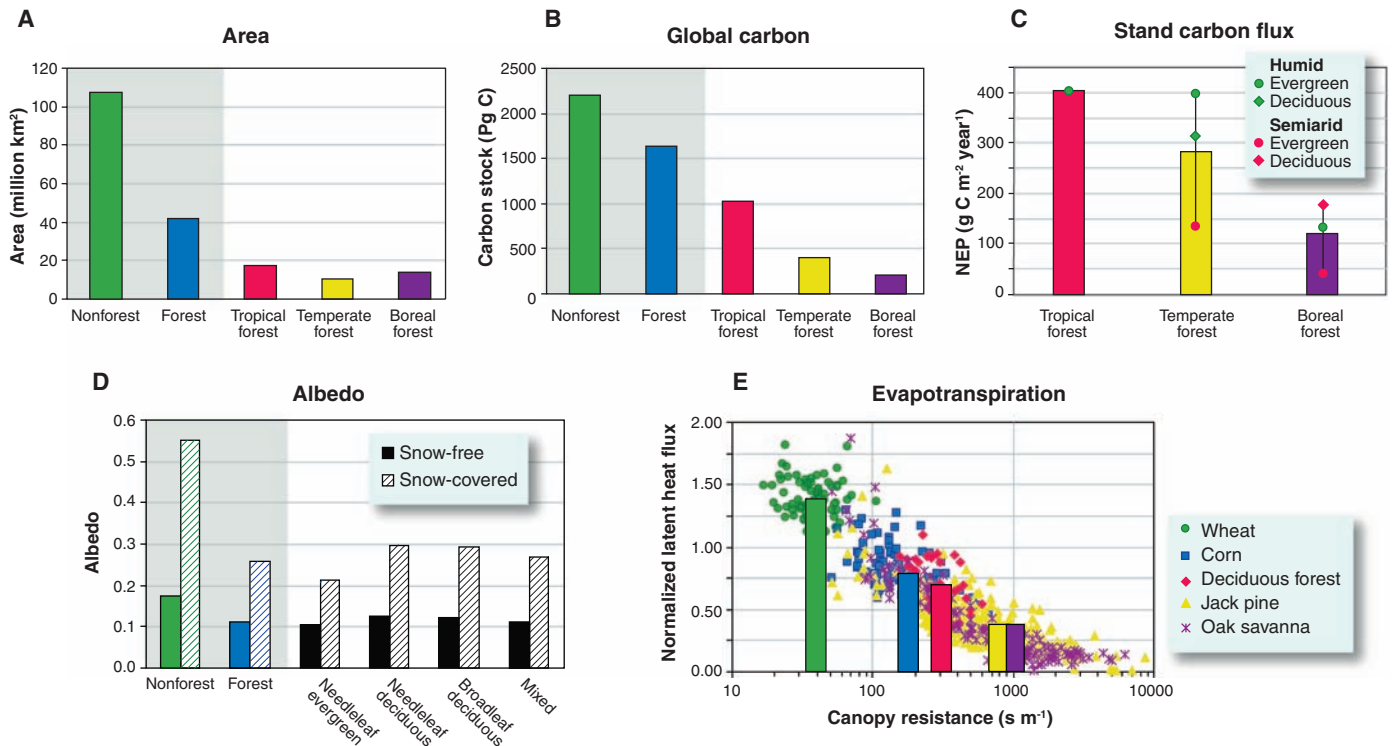 A
Area
Area (million km²)
120
100
80
60
40
20
0
Nonforest
Forest
Tropical
forest
Temperate
forest
Boreal
forest
B
Global carbon
Carbon stock (Pg C)
2500
2000
1500
1000
500
0
Nonforest
Forest
Tropical
forest
Temperate
forest
Boreal
forest
C
Stand carbon flux
NEP (g C m⁻² year¹)
400
300
200
100
0
Humid
Evergreen
Deciduous
Semiarid
Evergreen
Deciduous
Tropical
forest
Temperate
forest
Boreal
forest
D
Albedo
Albedo
0.6
0.5
0.4
0.3
0.2
0.1
0.0
Snow-free
Snow-covered
Nonforest
Forest
Needleleaf
evergreen
Needleleaf
deciduous
Broadleaf
deciduous
Mixed
E
Evapotranspiration
Normalized latent heat flux
2.00
1.50
1.00
0.50
0.00
10
100
1000
10000
Canopy resistance (s m⁻¹)
Wheat
Corn
Deciduous forest
Jack pine
Oak savanna